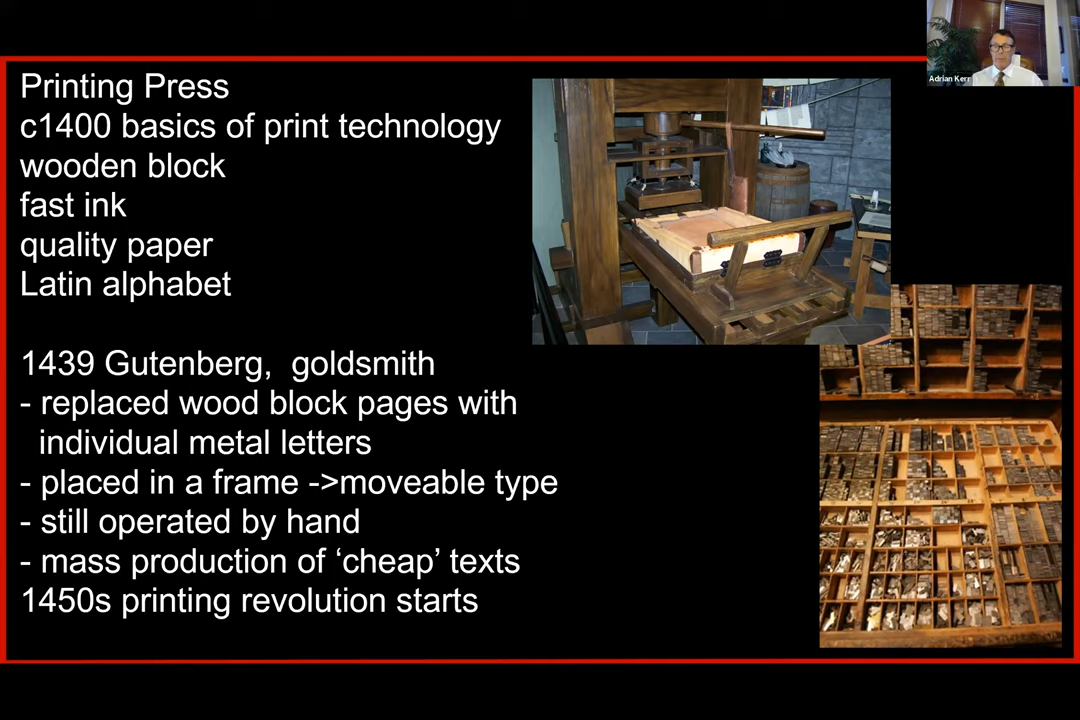 Printing Press
c1400 basics of print technology
wooden block
fast ink
quality paper
Latin alphabet
1439 Gutenberg, goldsmith
- replaced wood block pages with
individual metal letters
- placed in a frame ->moveable type
- still operated by hand
- mass production of ‘cheap’ texts
1450s printing revolution starts
Adrian Kerr